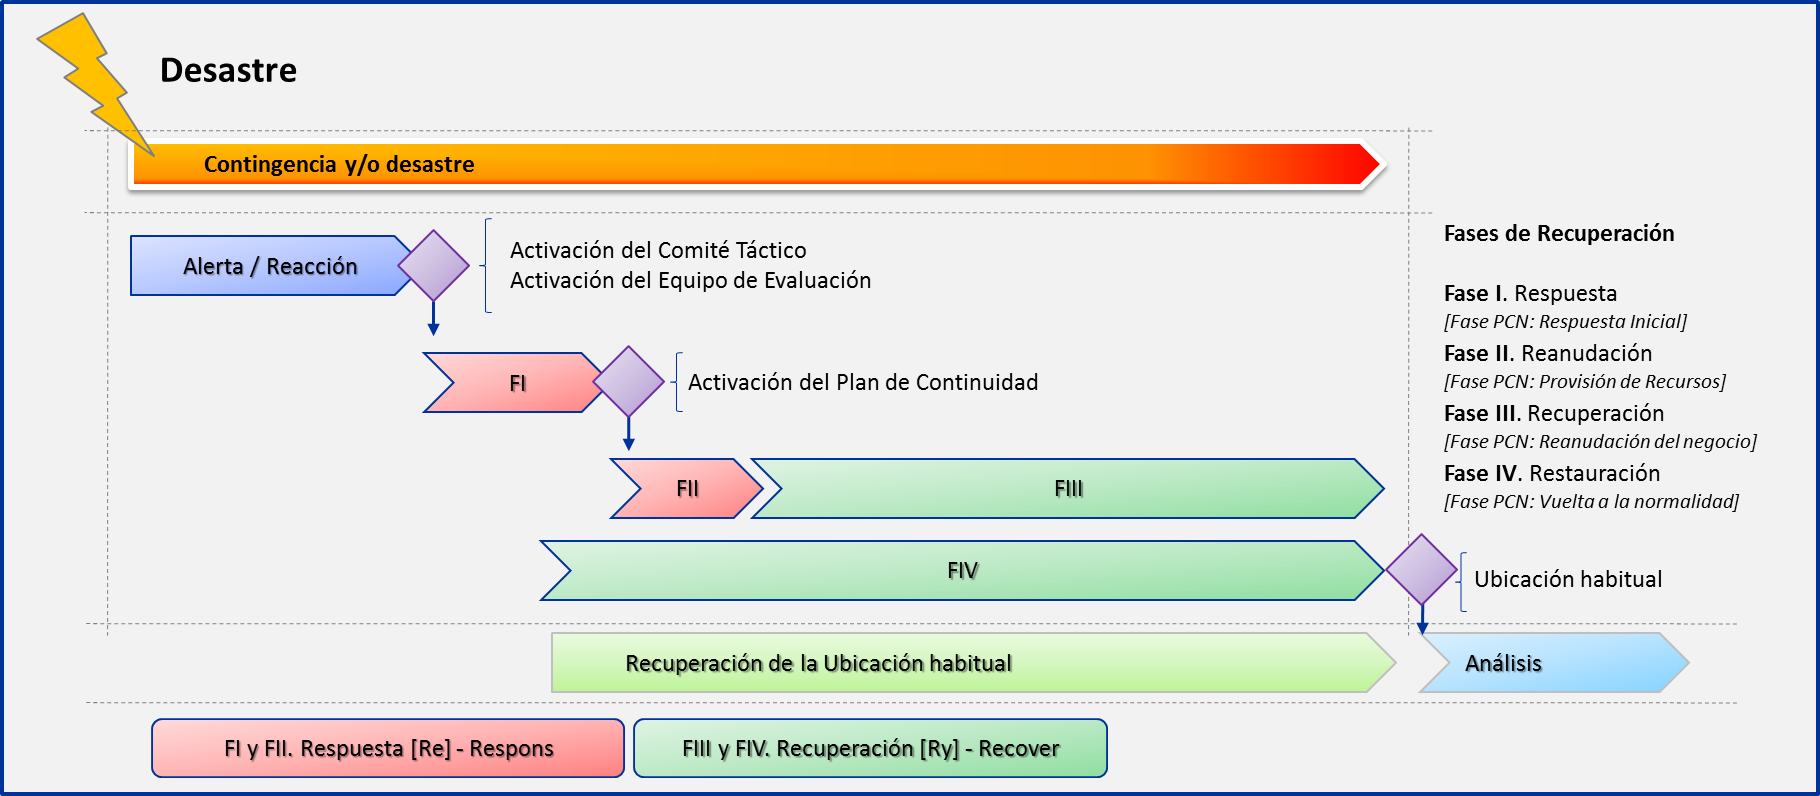 Desastre
Contingencia y/o desastre
Alerta / Reacción
Activación del Comité Táctico
Activación del Equipo de Evaluación
FI
Activación del Plan de Continuidad
FII
FIII
FIV
Fases de Recuperación
Fase I. Respuesta
[Fase PCN: Respuesta Inicial]
Fase II. Reanudación
[Fase PCN: Provisión de Recursos]
Fase III. Recuperación
[Fase PCN: Reanudación del negocio]
Fase IV. Restauración
[Fase PCN: Vuelta a la normalidad]
Ubicación habitual
Recuperación de la Ubicación habitual
Análisis
FI y FII. Respuesta [Re] - Respons
FIII y FIV. Recuperación [Ry] - Recover